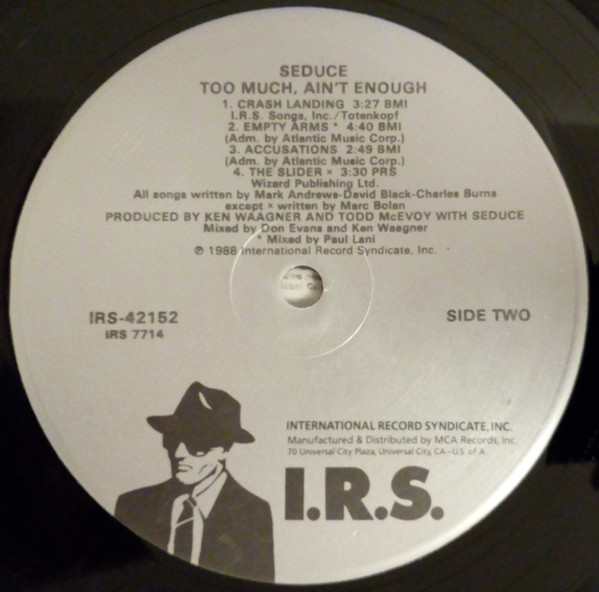 SEDUCE
TOO MUCH, AIN'T ENOUGH
1. CRASH LANDING 3:27 BMI
I.R.S. Songs, Inc./Totenkopf
2. EMPTY ARMS * 4:40 BMI
(Adm. by Atlantic Music Corp.)
3. ACCUSATIONS 2:49 BMI
(Adm. by Atlantic Music Corp.)
4. THE SLIDER × 3:30 PRS
Wizard Publishing Ltd.
All songs written by Mark Andrews-David Black-Charles Burns
except × written by Marc Bolan
PRODUCED BY KEN WAAGNER AND TODD McEVOY WITH SEDUCE
Mixed by Don Evans and Ken Waagner
* Mixed by Paul Lani
℗ 1988 International Record Syndicate, Inc.
IRS-42152
IRS 7714
SIDE TWO
INTERNATIONAL RECORD SYNDICATE, INC.
Manufactured & Distributed by MCA Records, Inc.
70 Universal City Plaza, Universal City, CA–U.S. of A.
I.R.S.